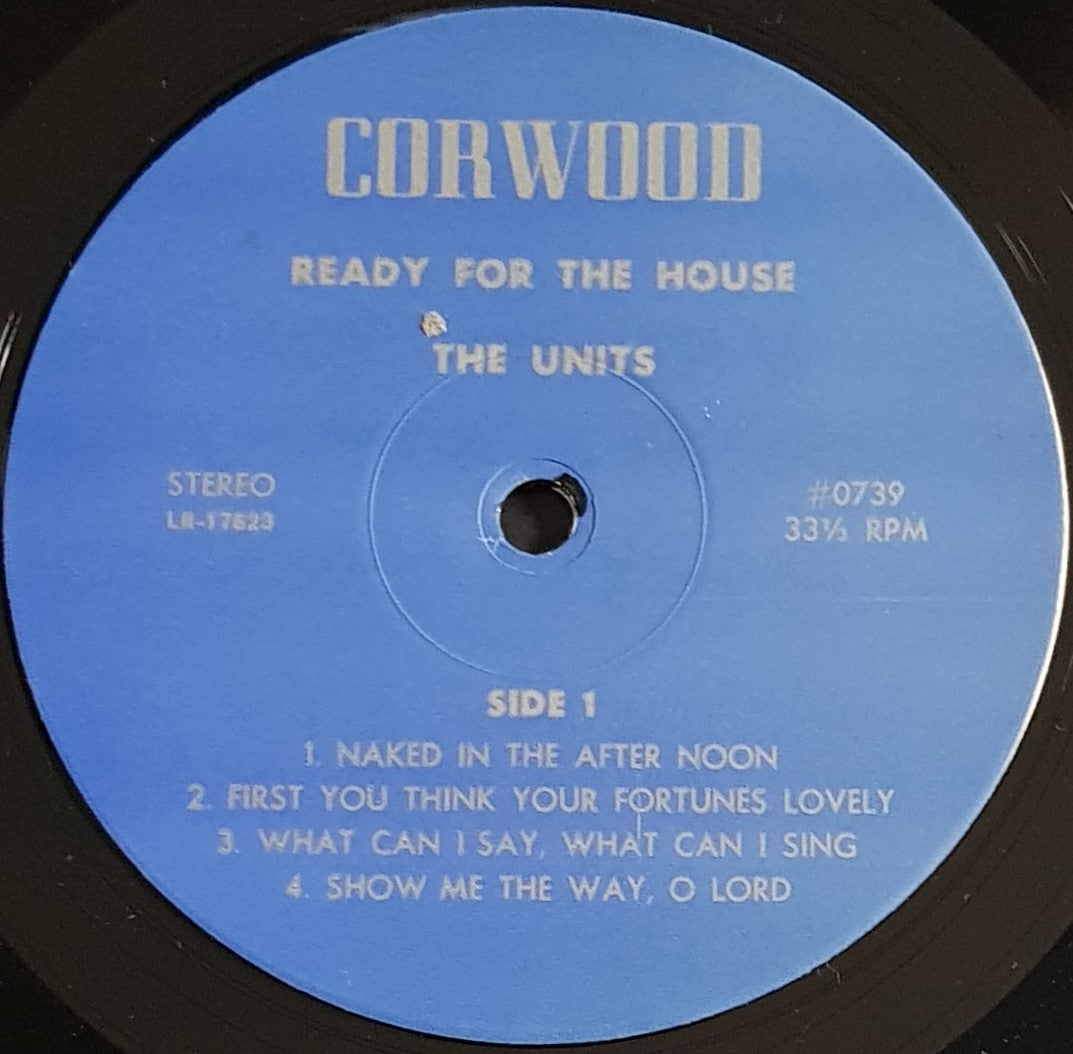 CORWOOD
READY FOR THE HOUSE
THE UNITS
STEREO
LH-17623
#0739
33⅓ RPM
SIDE 1
1. NAKED IN THE AFTER NOON
2. FIRST YOU THINK YOUR FORTUNES LOVELY
3. WHAT CAN I SAY, WHAT CAN I SING
4. SHOW ME THE WAY, O LORD